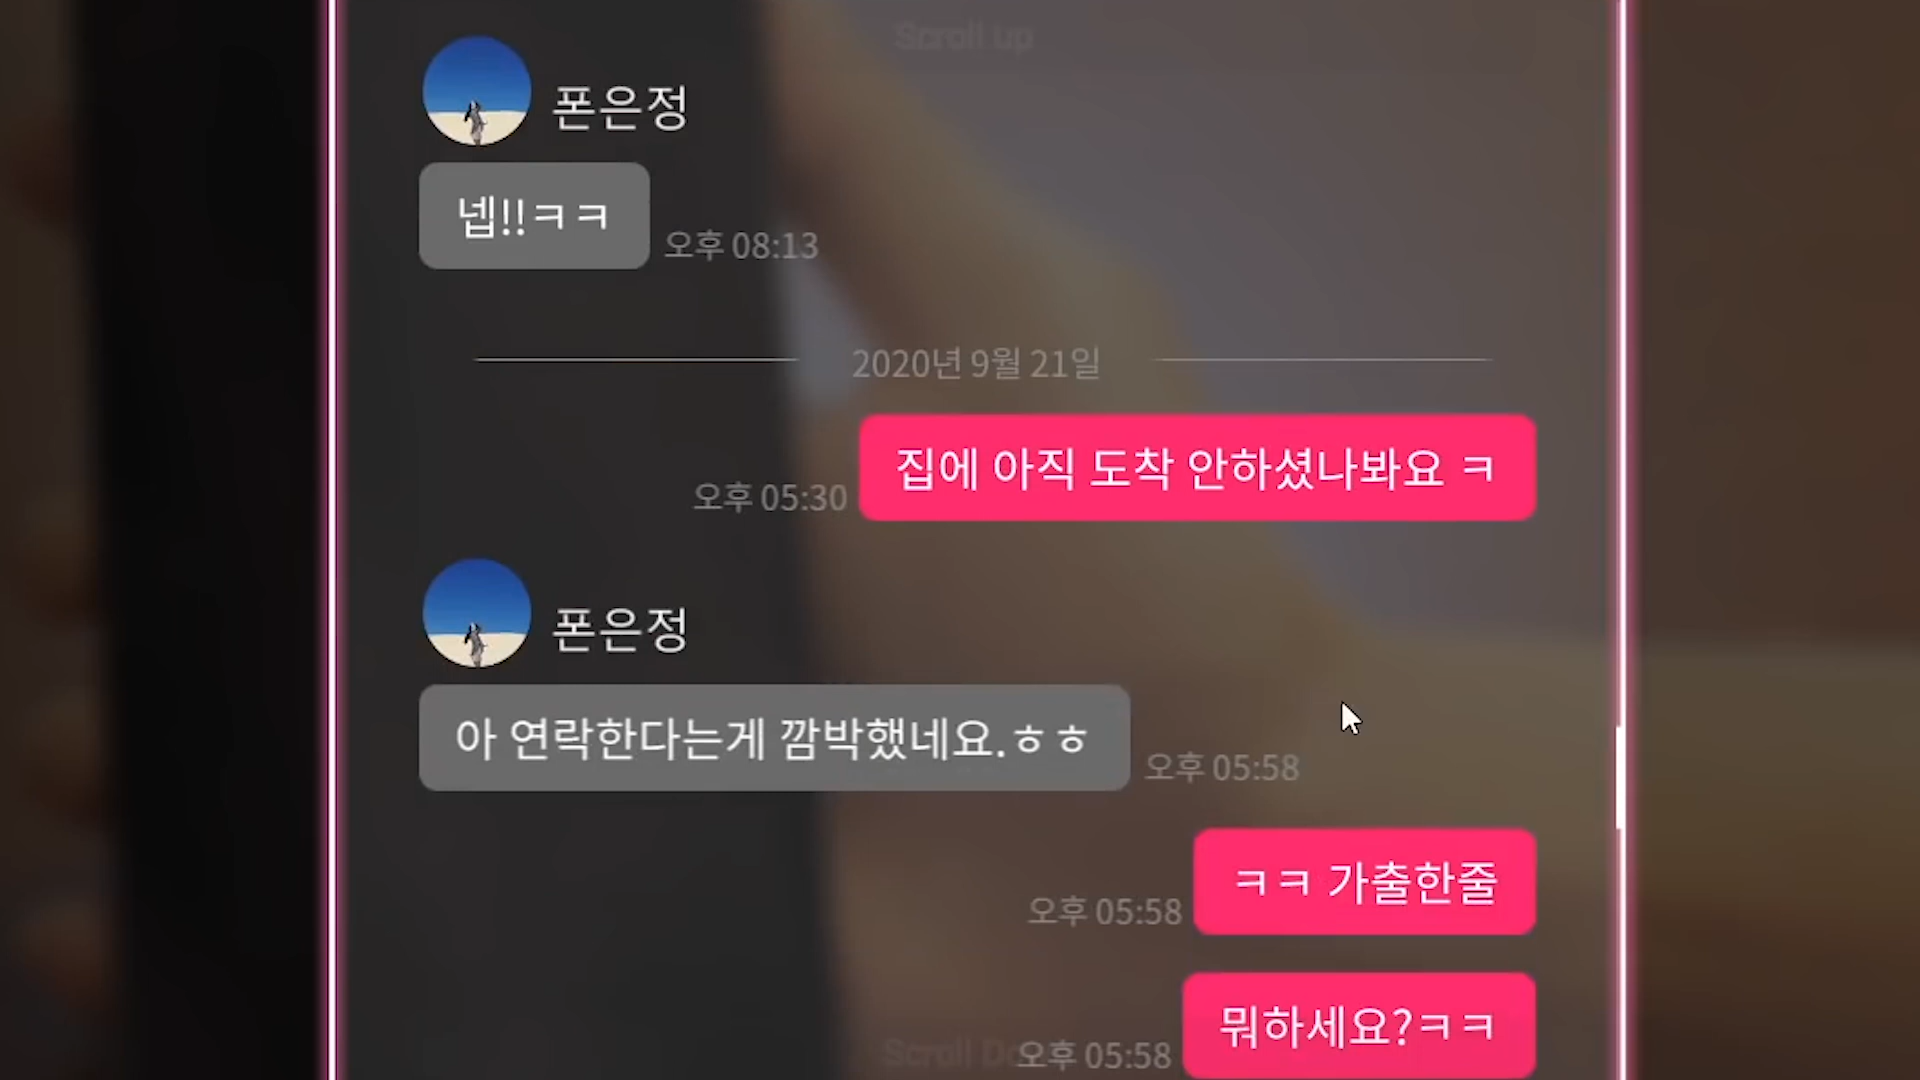 Scroll up
폰은정
넵!!ㅋㅋ
오후 08:13
2020년 9월 21일
집에 아직 도착 안하셨나봐요 ㅋ
오후 05:30
폰은정
아 연락한다는게 깜박했네요.ㅎㅎ
오후 05:58
ㅋㅋ 가출한줄
오후 05:58
뭐하세요?ㅋㅋ
Scroll
오후 05:58